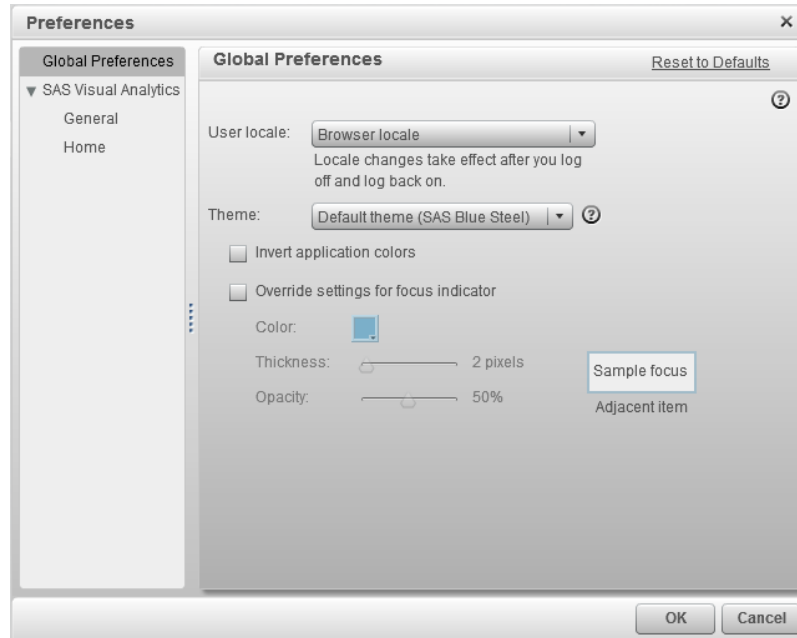 Preferences
Global Preferences
SAS Visual Analytics
General
Home
Global Preferences
Reset to Defaults
User locale:
Browser locale
Locale changes take effect after you log
off and log back on.
Theme:
Default theme (SAS Blue Steel)
Invert application colors
Override settings for focus indicator
Color:
Thickness:
2 pixels
Opacity:
50%
Sample focus
Adjacent item
OK
Cancel